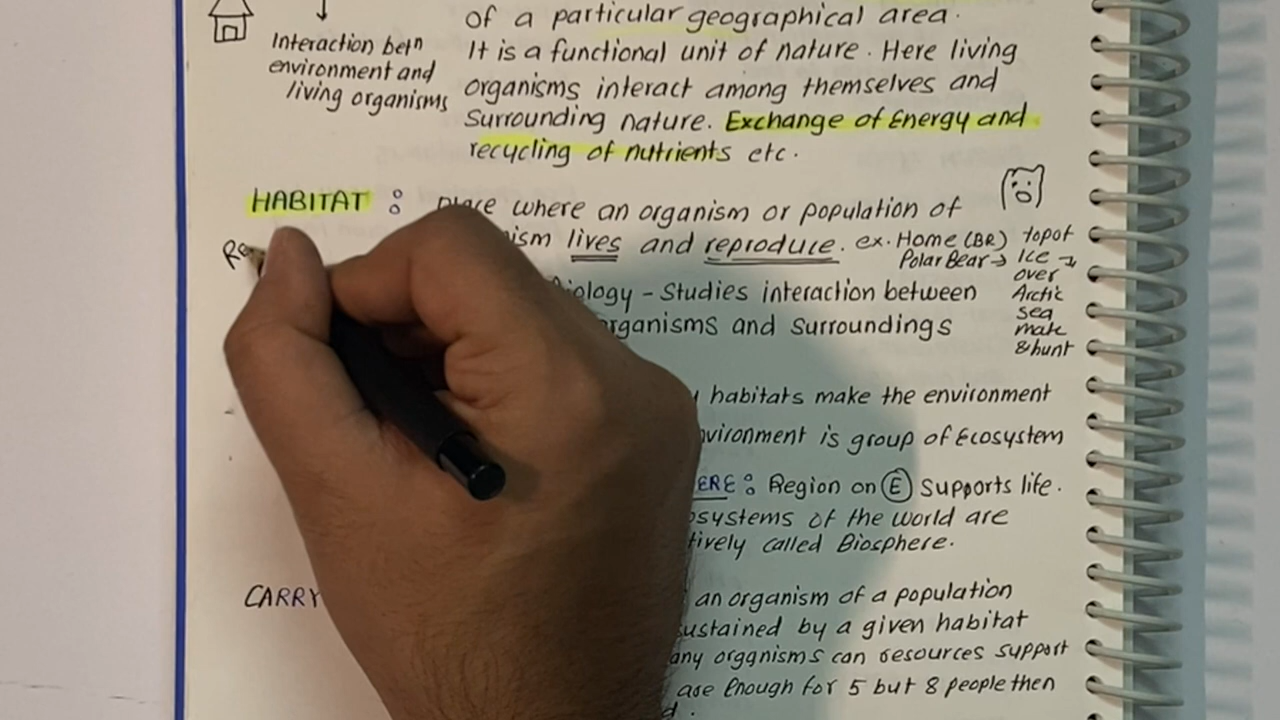 of a particular geographical area.
Interaction betn
environment and
living organisms
It is a functional unit of nature. Here living
organisms interact among themselves and
Surrounding nature. Exchange of Energy and
recycling of nutrients etc.
HABITAT : place where an organism or population of
lives and reproduce. ex. Home (BR)
Polar Bear → Ice →
topot
over
Arctic
sea
mate
& hunt
Re
iology - Studies interaction between
rganisms and surroundings
habitats make the environment
nvironment is group of Ecosystem
ERE : Region on E supports life.
osystems of the world are
tively called Biosphere.
CARRY
an organism of a population
sustained by a given habitat
any organisms can resources support
are Enough for 5 but 8 people then